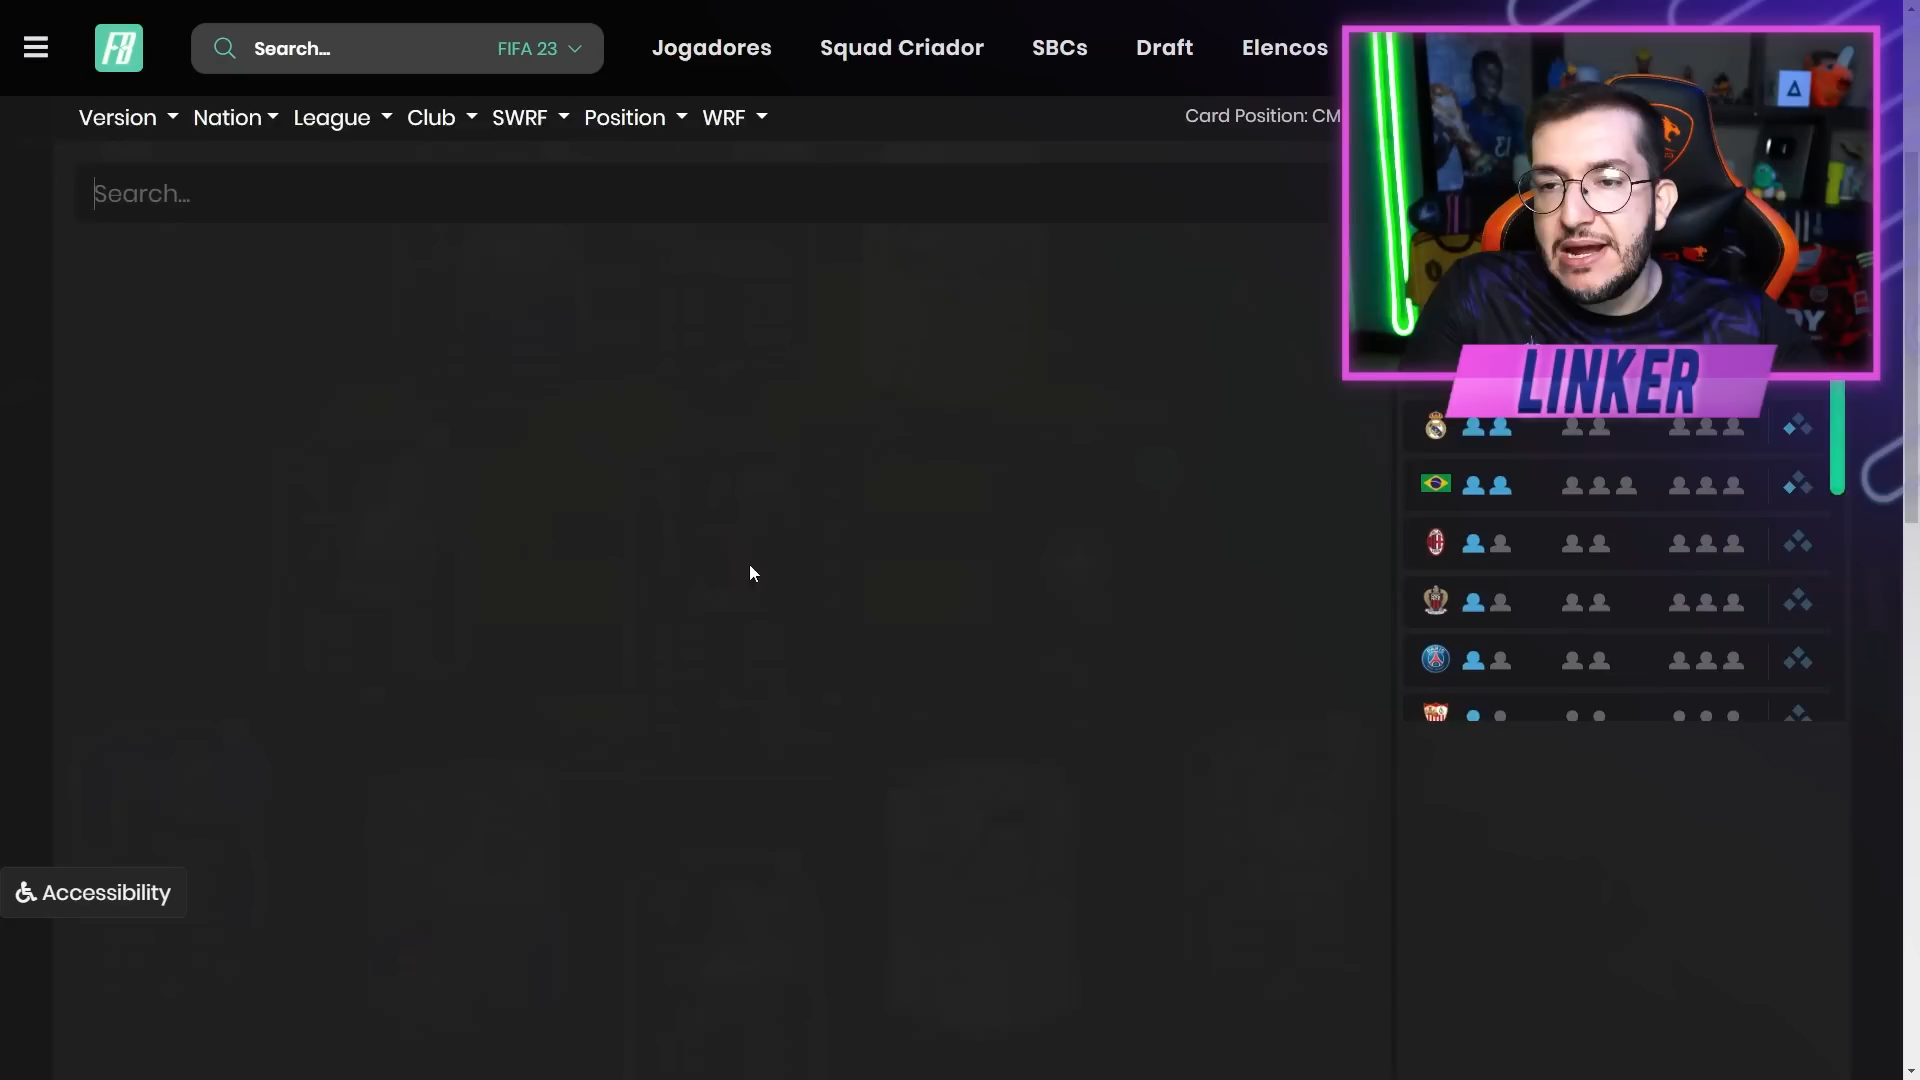 FB Search... FIFA 23 Jogadores Squad Criador SBCs Draft Elencos
Version Nation League Club SWRF Position WRF Card Position: CM
Search...
LINKER
Accessibility